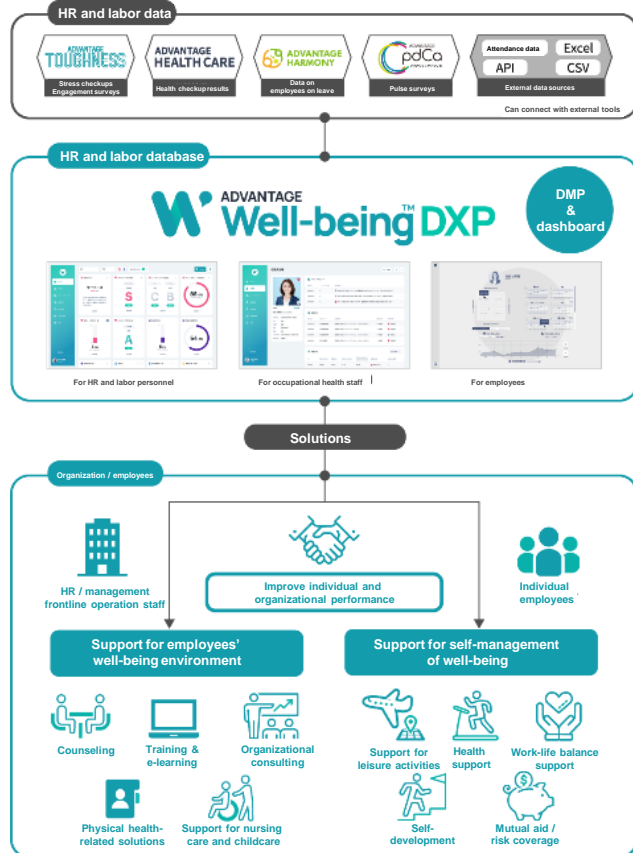 HR and labor data
ADVANTAGE
TOUGHNESS
Stress checkups
Engagement surveys
ADVANTAGE
HEALTH CARE
Health checkup results
ADVANTAGE
HARMONY
Data on
employees on leave
ADVANTAGE
pdCa
Pulse surveys
Attendance data
Excel
API
CSV
External data sources
Can connect with external tools
HR and labor database
ADVANTAGE
Well-being™ DXP
DMP
&
dashboard
S
C
B
A
For HR and labor personnel
For occupational health staff
For employees
Solutions
Organization / employees
HR / management
frontline operation staff
Improve individual and
organizational performance
Individual
employees
Support for employees’
well-being environment
Support for self-management
of well-being
Counseling
Training &
e-learning
Organizational
consulting
Support for
leisure activities
Health
support
Work-life balance
support
Physical health-
related solutions
Support for nursing
care and childcare
Self-
development
Mutual aid /
risk coverage